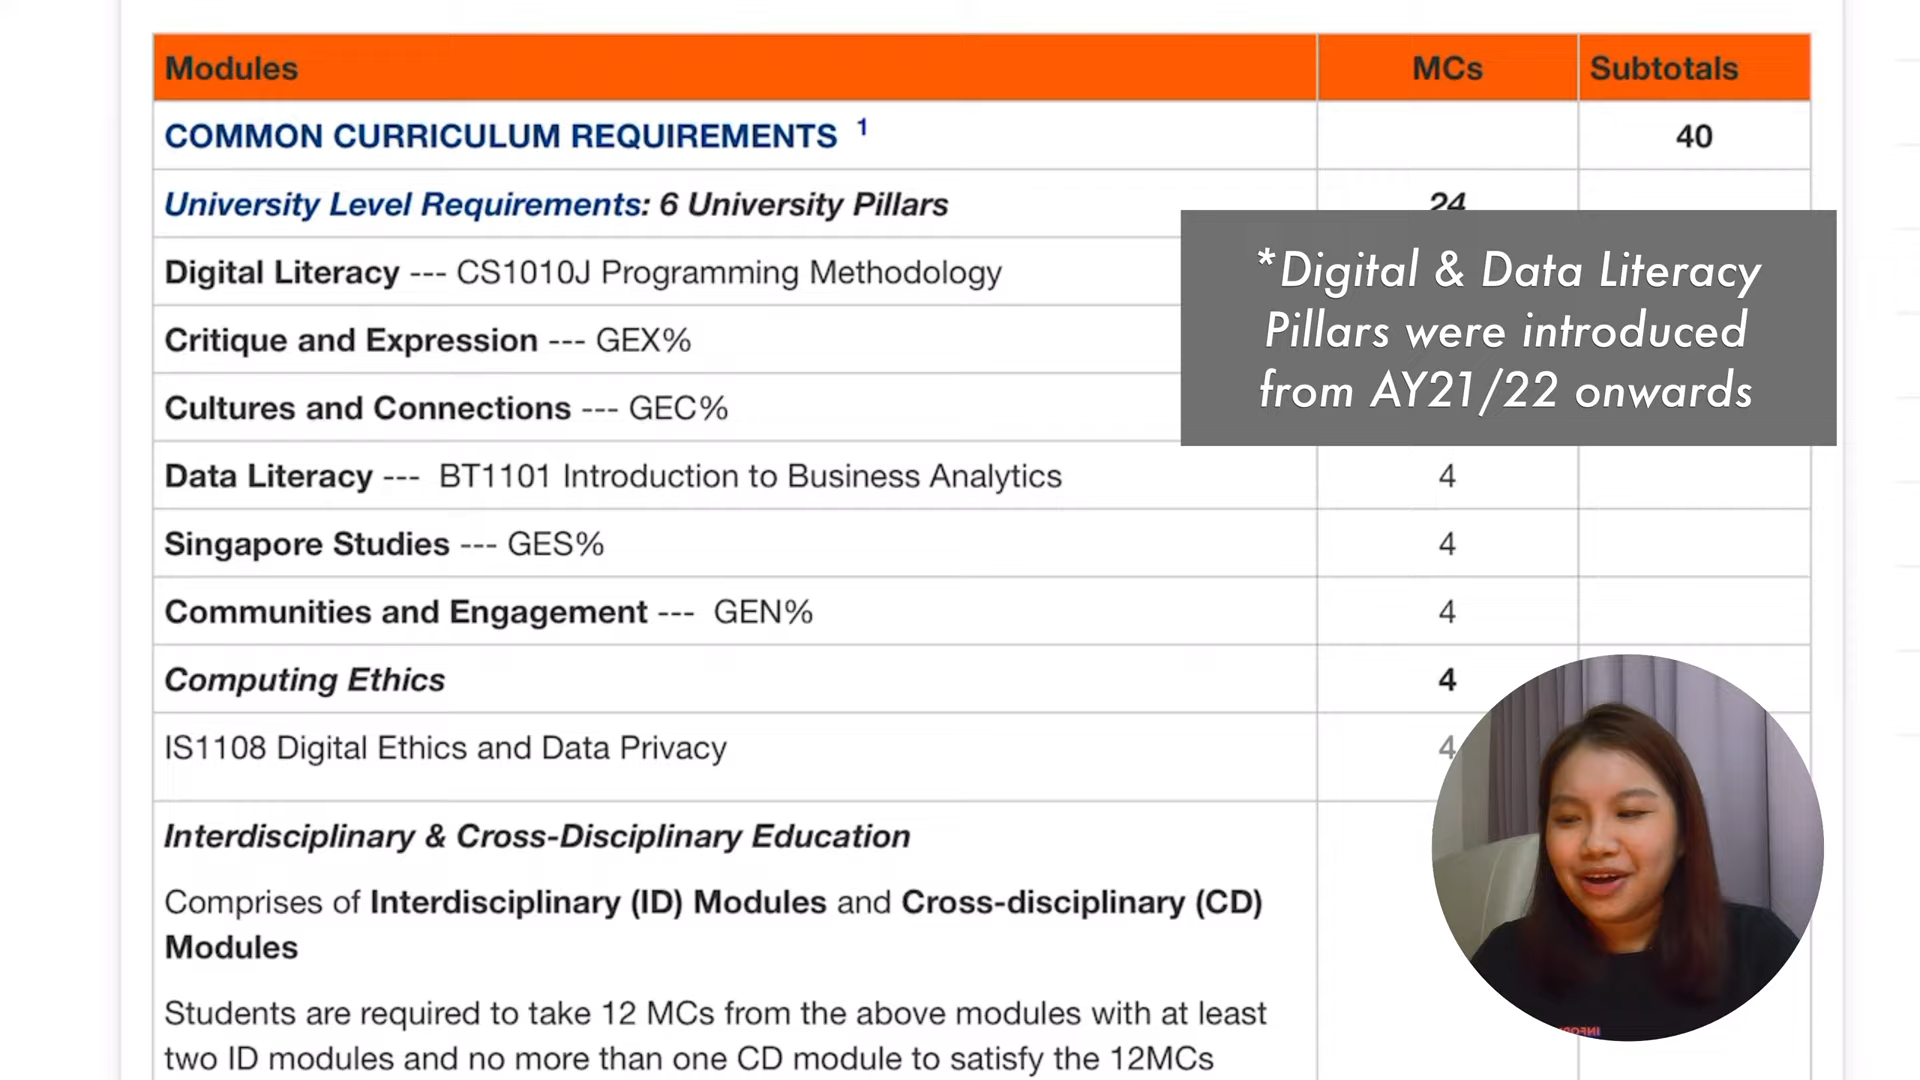 Modules MCs Subtotals
COMMON CURRICULUM REQUIREMENTS 1 40
University Level Requirements: 6 University Pillars 24
Digital Literacy --- CS1010J Programming Methodology
Critique and Expression --- GEX%
Cultures and Connections --- GEC%
*Digital & Data Literacy
Pillars were introduced
from AY21/22 onwards
Data Literacy --- BT1101 Introduction to Business Analytics 4
Singapore Studies --- GES% 4
Communities and Engagement --- GEN% 4
Computing Ethics 4
IS1108 Digital Ethics and Data Privacy 4
Interdisciplinary & Cross-Disciplinary Education
Comprises of Interdisciplinary (ID) Modules and Cross-disciplinary (CD)
Modules
Students are required to take 12 MCs from the above modules with at least
two ID modules and no more than one CD module to satisfy the 12MCs